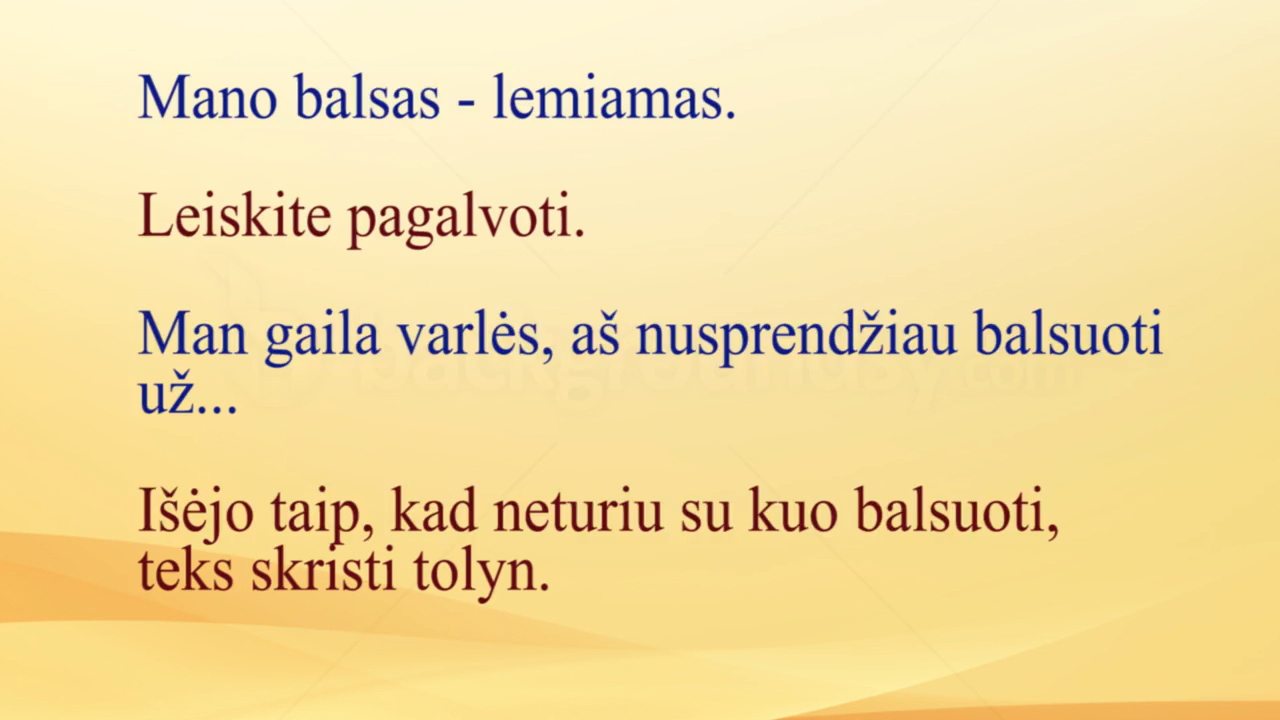 Mano balsas - lemiamas.
Leiskite pagalvoti.
Man gaila varlės, aš nusprendžiau balsuoti
už...
Išėjo taip, kad neturiu su kuo balsuoti,
teks skristi tolyn.